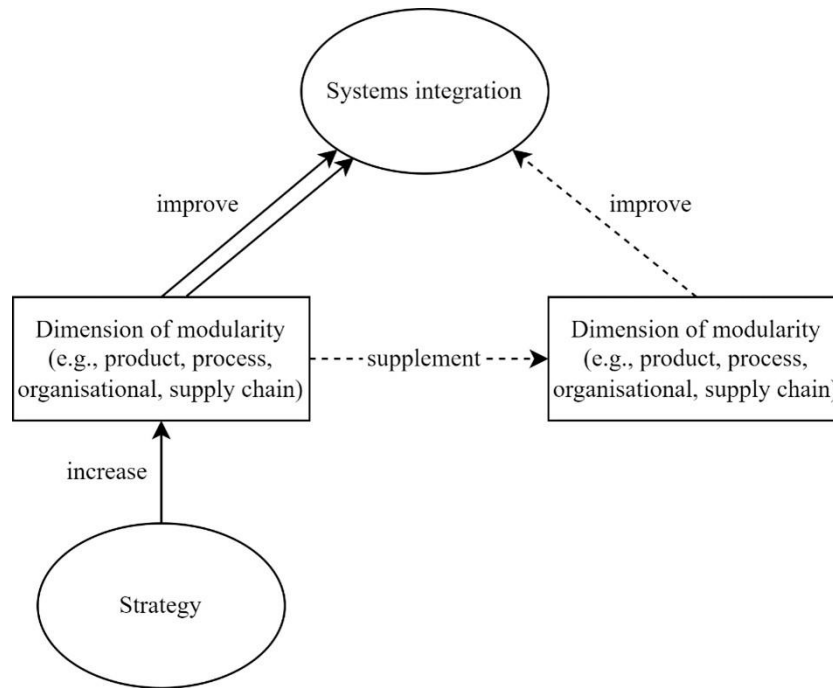 Systems integration
improve
improve
Dimension of modularity
(e.g., product, process,
organisational, supply chain)
supplement
Dimension of modularity
(e.g., product, process,
organisational, supply chain)
increase
Strategy